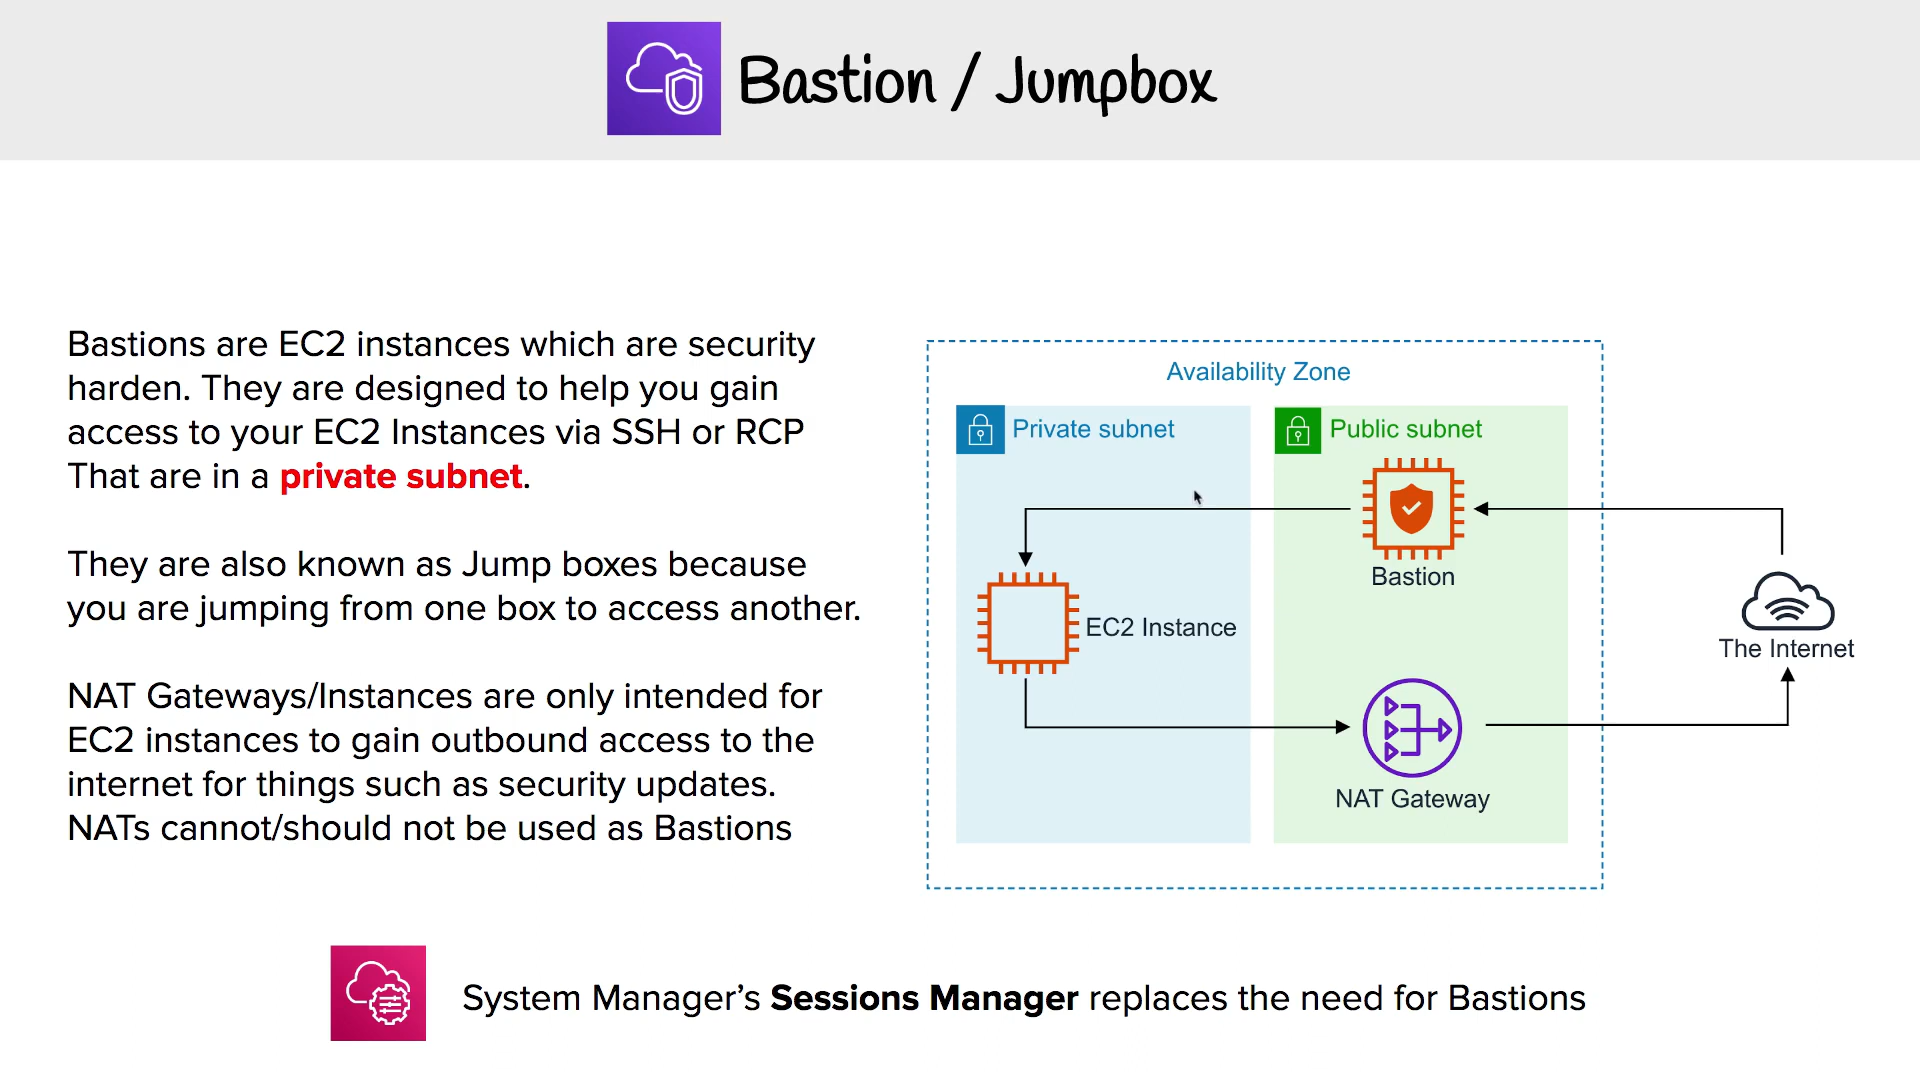 Bastion / Jumpbox
Bastions are EC2 instances which are security
harden. They are designed to help you gain
access to your EC2 Instances via SSH or RCP
That are in a private subnet.
They are also known as Jump boxes because
you are jumping from one box to access another.
NAT Gateways/Instances are only intended for
EC2 instances to gain outbound access to the
internet for things such as security updates.
NATs cannot/should not be used as Bastions
Availability Zone
Private subnet
Public subnet
Bastion
EC2 Instance
The Internet
NAT Gateway
System Manager’s Sessions Manager replaces the need for Bastions